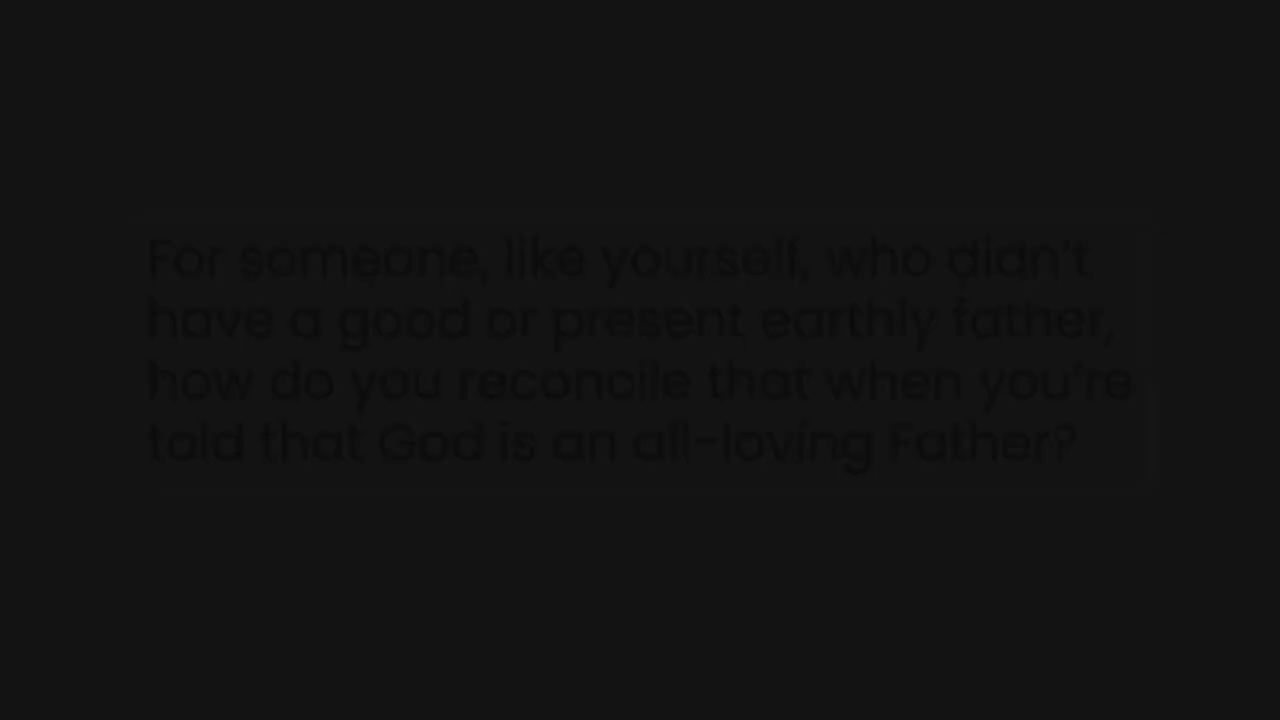 For someone, like yourself, who didn't
have a good or present earthly father,
how do you reconcile that when you're
told that God is an all-loving Father?